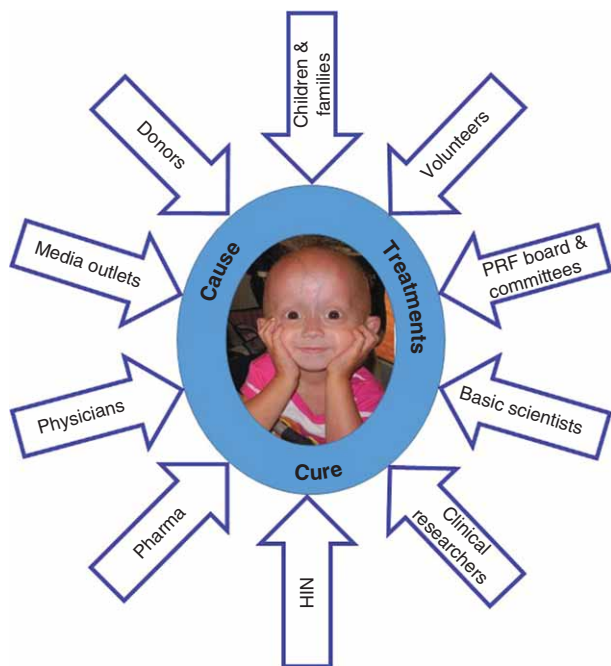 Children &
families
Donors
Volunteers
Media outlets
PRF board &
committees
Cause
Treatments
Cure
Physicians
Basic scientists
Pharma
Clinical
researchers
NIH